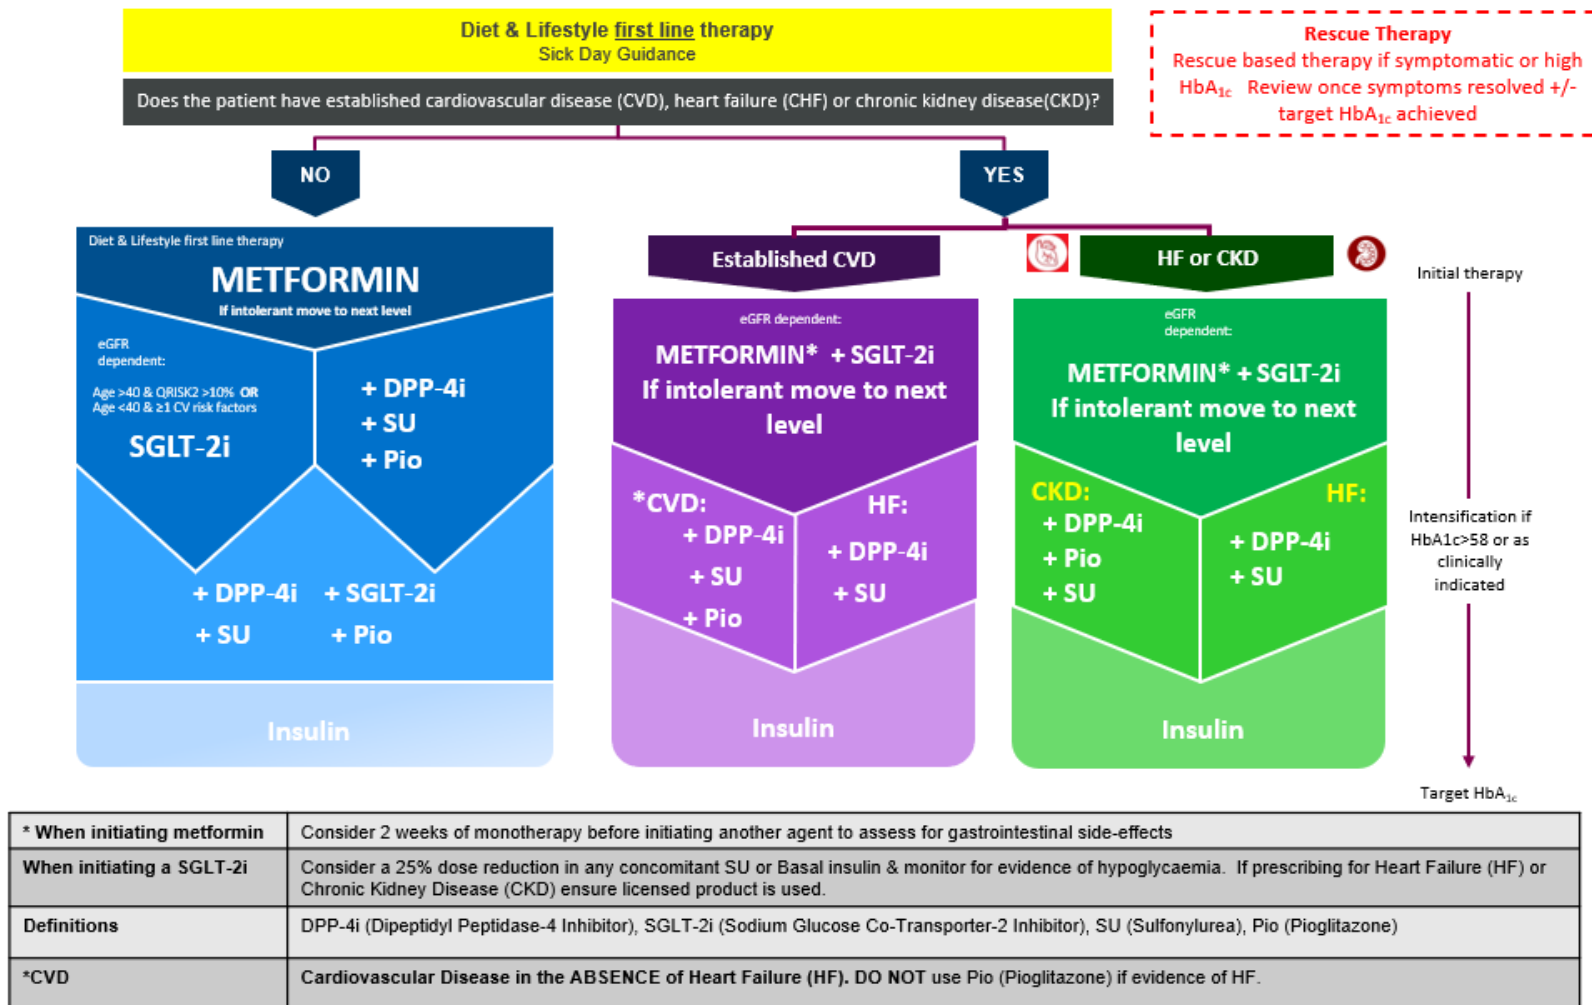 Diet & Lifestyle first line therapy
Sick Day Guidance
Rescue Therapy
Rescue based therapy if symptomatic or high
HbA1c Review once symptoms resolved +/-
target HbA1c achieved
Does the patient have established cardiovascular disease (CVD), heart failure (CHF) or chronic kidney disease(CKD)?
NO
YES
Diet & Lifestyle first line therapy
METFORMIN
If intolerant move to next level
eGFR
dependent:
Age >40 & QRISK2 >10% OR
Age <40 & ≥1 CV risk factors
SGLT-2i
+ DPP-4i
+ SU
+ Pio
+ DPP-4i + SGLT-2i
+ SU + Pio
Insulin
Established CVD
eGFR dependent:
METFORMIN* + SGLT-2i
If intolerant move to next
level
*CVD:
+ DPP-4i
+ SU
+ Pio
HF:
+ DPP-4i
+ SU
Insulin
HF or CKD
eGFR
dependent:
METFORMIN* + SGLT-2i
If intolerant move to next
level
CKD:
+ DPP-4i
+ Pio
+ SU
HF:
+ DPP-4i
+ SU
Insulin
Initial therapy
Intensification if
HbA1c>58 or as
clinically
indicated
Target HbA1c
* When initiating metformin
Consider 2 weeks of monotherapy before initiating another agent to assess for gastrointestinal side-effects
When initiating a SGLT-2i
Consider a 25% dose reduction in any concomitant SU or Basal insulin & monitor for evidence of hypoglycaemia. If prescribing for Heart Failure (HF) or
Chronic Kidney Disease (CKD) ensure licensed product is used.
Definitions
DPP-4i (Dipeptidyl Peptidase-4 Inhibitor), SGLT-2i (Sodium Glucose Co-Transporter-2 Inhibitor), SU (Sulfonylurea), Pio (Pioglitazone)
*CVD
Cardiovascular Disease in the ABSENCE of Heart Failure (HF). DO NOT use Pio (Pioglitazone) if evidence of HF.